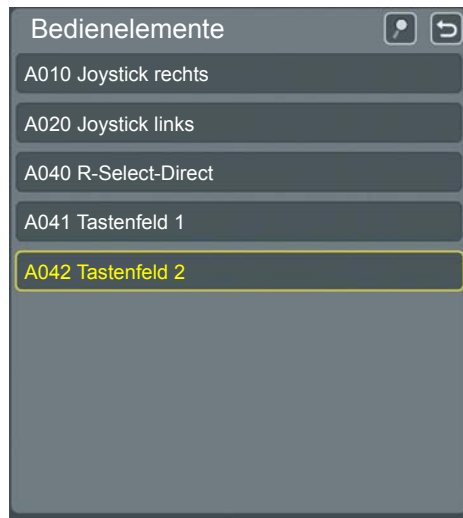 Bedienelemente
A010 Joystick rechts
A020 Joystick links
A040 R-Select-Direct
A041 Tastenfeld 1
A042 Tastenfeld 2